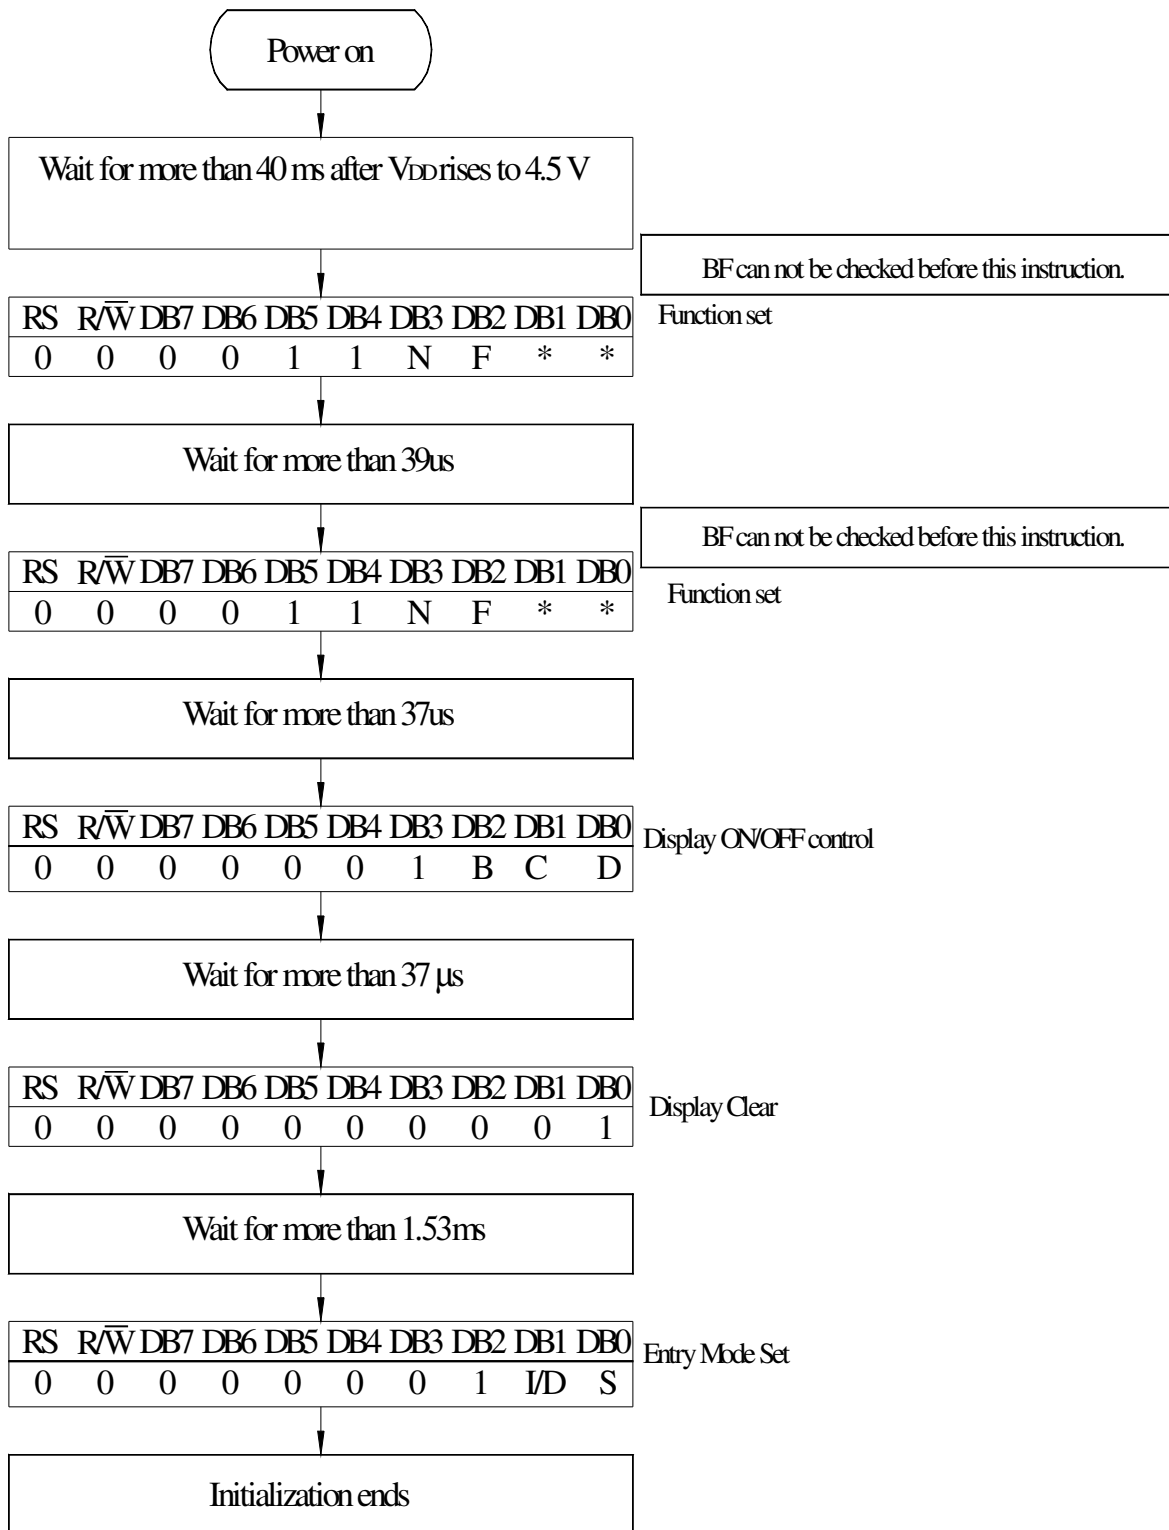 Power on
Wait for more than 40 ms after VDD rises to 4.5 V
BF can not be checked before this instruction.
RS R/W̅ DB7 DB6 DB5 DB4 DB3 DB2 DB1 DB0
Function set
0 0 0 0 1 1 N F * *
Wait for more than 39us
BF can not be checked before this instruction.
RS R/W̅ DB7 DB6 DB5 DB4 DB3 DB2 DB1 DB0
Function set
0 0 0 0 1 1 N F * *
Wait for more than 37us
RS R/W̅ DB7 DB6 DB5 DB4 DB3 DB2 DB1 DB0
Display ON/OFF control
0 0 0 0 0 0 1 B C D
Wait for more than 37 μs
RS R/W̅ DB7 DB6 DB5 DB4 DB3 DB2 DB1 DB0
Display Clear
0 0 0 0 0 0 0 0 0 1
Wait for more than 1.53ms
RS R/W̅ DB7 DB6 DB5 DB4 DB3 DB2 DB1 DB0
Entry Mode Set
0 0 0 0 0 0 0 1 I/D S
Initialization ends